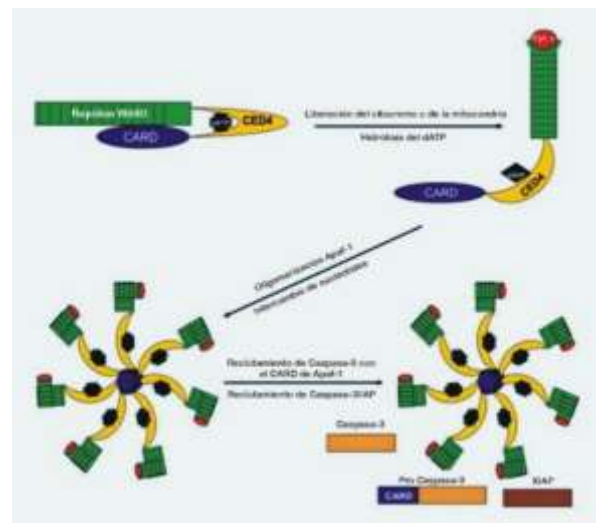 Repidas WD40
CARD
CED4
Liberación del citocromo c de la mitocondria
Hidrólisis del dATP
CARD
CED4
Oligomerización Apaf-1
Intercambio de nucleótidos
Reclutamiento de Caspasa-9 con
el CARD de Apaf-1
Reclutamiento de Caspasa-3/XIAP
Caspasa-3
Pro Caspasa-9
CARD
XIAP